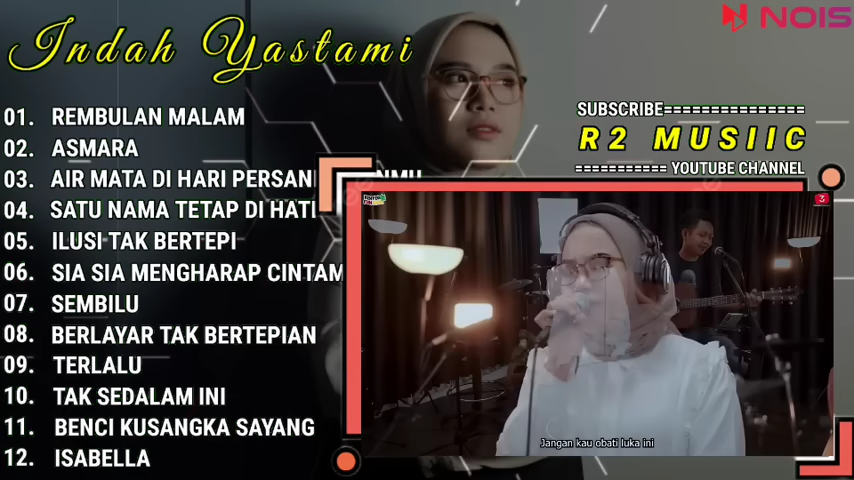 Indah Yastami
NOIS
01. REMBULAN MALAM
02. ASMARA
03. AIR MATA DI HARI
04. SATU NAMA TETAP DI HATI
05. ILUSI TAK BERTEPI
06. SIA SIA MENGHARAP CINTAM
07. SEMBILU
08. BERLAYAR TAK BERTEPIAN
09. TERLALU
10. TAK SEDALAM INI
11. BENCI KUSANGKA SAYANG
12. ISABELLA
SUBSCRIBE===============
R2 MUSIIC
=========== YOUTUBE CHANNEL
3
Jangan kau obati luka ini